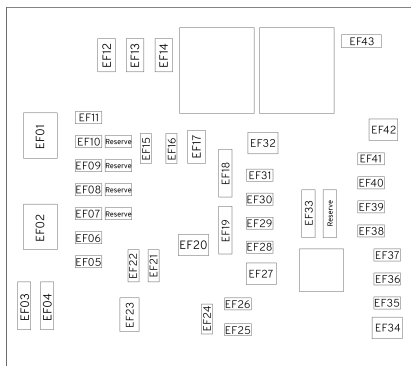 EF12
EF13
EF14
EF43
EF01
EF11
EF10
Reserve
EF15
EF16
EF17
EF32
EF42
EF09
Reserve
EF18
EF41
EF08
Reserve
EF31
EF40
EF07
Reserve
EF30
EF33
Reserve
EF39
EF02
EF19
EF29
EF38
EF06
EF20
EF28
EF05
EF22
EF21
EF27
EF37
EF36
EF03
EF04
EF23
EF24
EF26
EF35
EF25
EF34